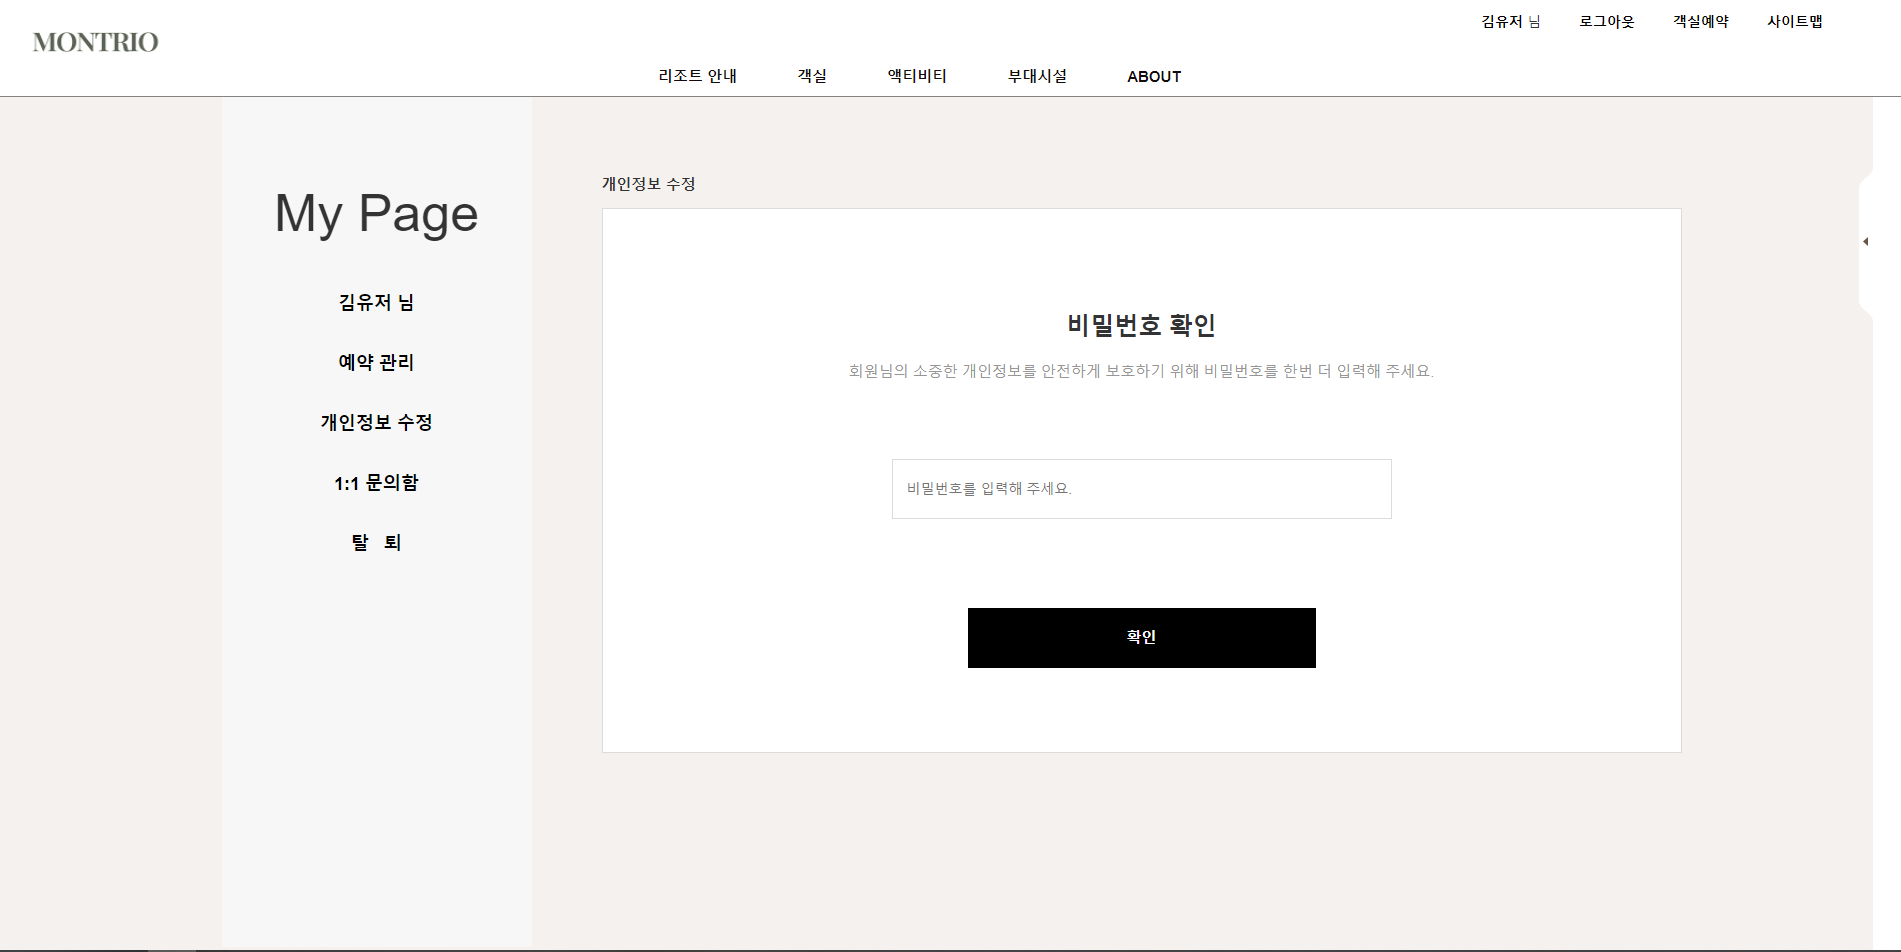 MONTRIO
김유저 님 로그아웃 객실예약 사이트맵
리조트 안내 객실 액티비티 부대시설 ABOUT
My Page
김유저 님
예약 관리
개인정보 수정
1:1 문의함
탈 퇴
개인정보 수정
비밀번호 확인
회원님의 소중한 개인정보를 안전하게 보호하기 위해 비밀번호를 한번 더 입력해 주세요.
비밀번호를 입력해 주세요.
확인